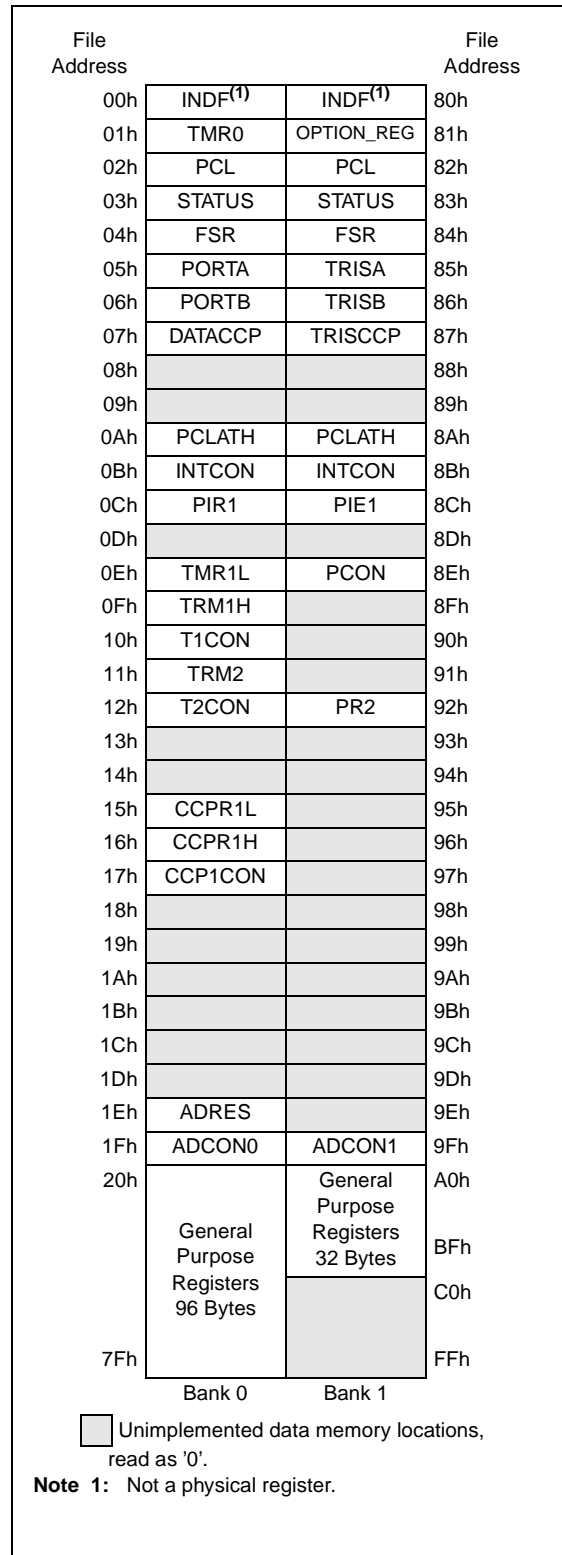 File File
Address Address
00h INDF(1) INDF(1) 80h
01h TMR0 OPTION_REG 81h
02h PCL PCL 82h
03h STATUS STATUS 83h
04h FSR FSR 84h
05h PORTA TRISA 85h
06h PORTB TRISB 86h
07h DATACCP TRISCCP 87h
08h 88h
09h 89h
0Ah PCLATH PCLATH 8Ah
0Bh INTCON INTCON 8Bh
0Ch PIR1 PIE1 8Ch
0Dh 8Dh
0Eh TMR1L PCON 8Eh
0Fh TRM1H 8Fh
10h T1CON 90h
11h TRM2 91h
12h T2CON PR2 92h
13h 93h
14h 94h
15h CCPR1L 95h
16h CCPR1H 96h
17h CCP1CON 97h
18h 98h
19h 99h
1Ah 9Ah
1Bh 9Bh
1Ch 9Ch
1Dh 9Dh
1Eh ADRES 9Eh
1Fh ADCON0 ADCON1 9Fh
20h General A0h
Purpose
General Registers BFh
Purpose 32 Bytes
Registers C0h
96 Bytes
7Fh FFh
Bank 0 Bank 1
Unimplemented data memory locations,
read as '0'.
Note 1: Not a physical register.